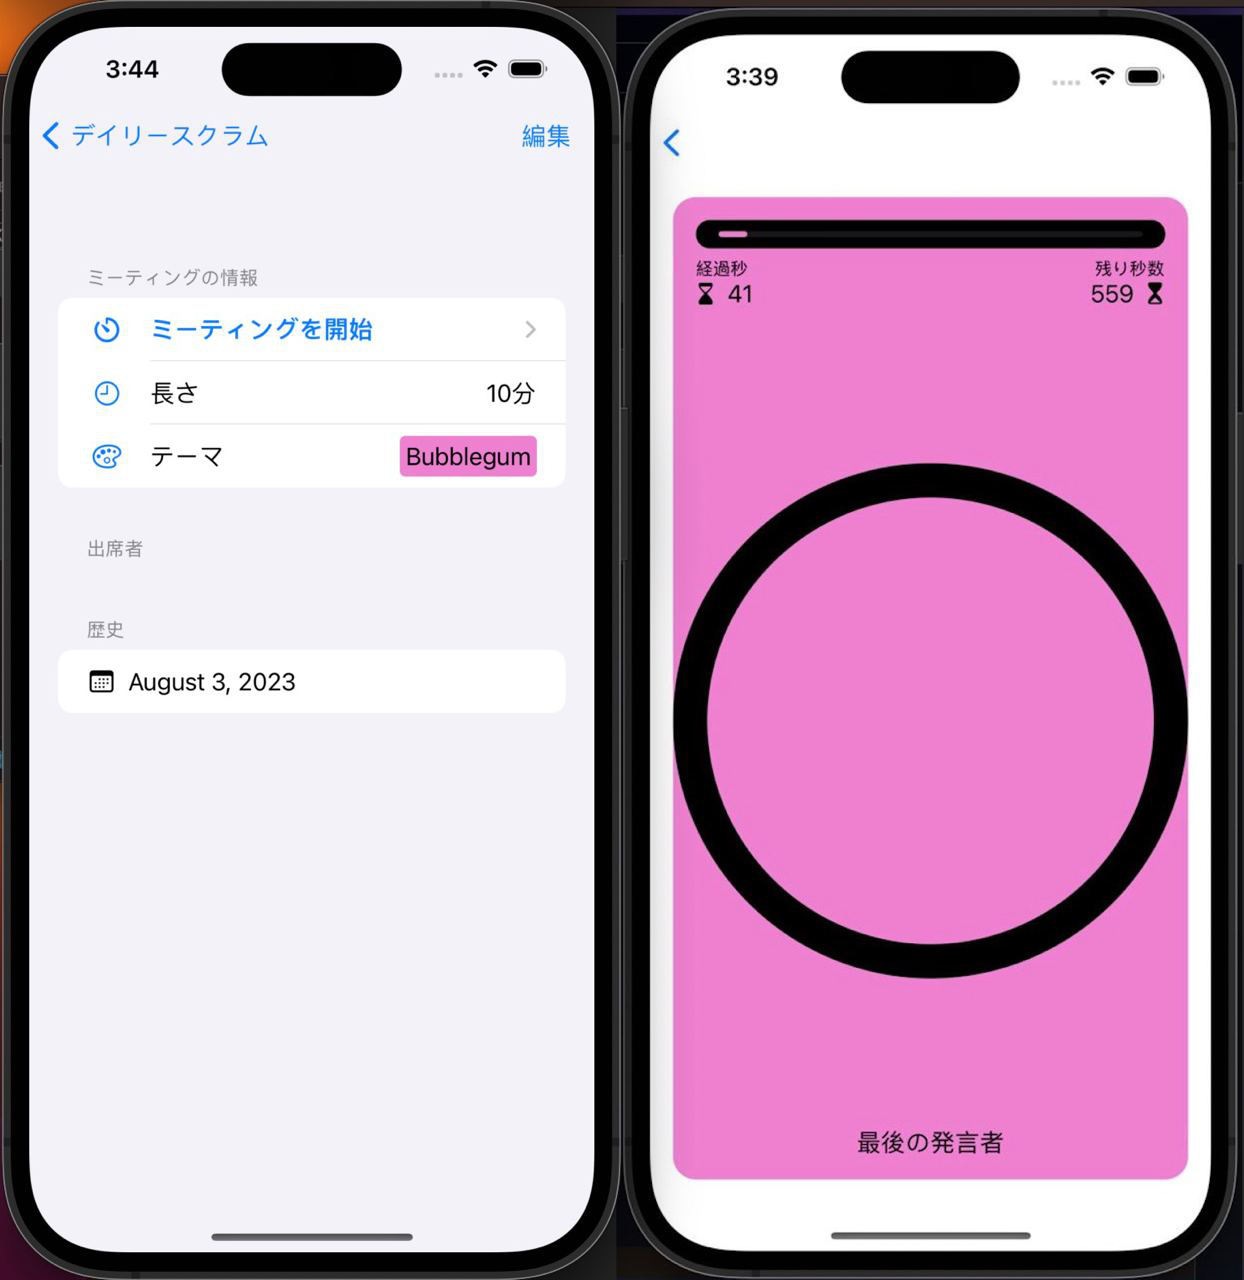 3:44
デイリースクラム
編集
ミーティングの情報
ミーティングを開始
長さ
10分
テーマ
Bubblegum
出席者
歴史
August 3, 2023
3:39
経過秒
41
残り秒数
559
最後の発言者